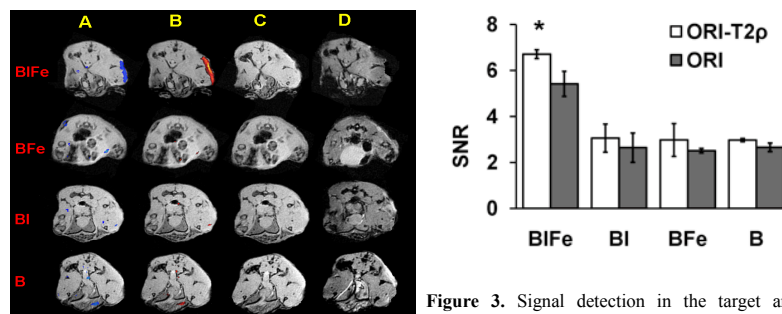 A B C D
BIFe
BFe
BI
B
*
ORI-T2ρ
ORI
8
6
4
2
0
SNR
BIFe BI BFe B
Figure 3. Signal detection in the target